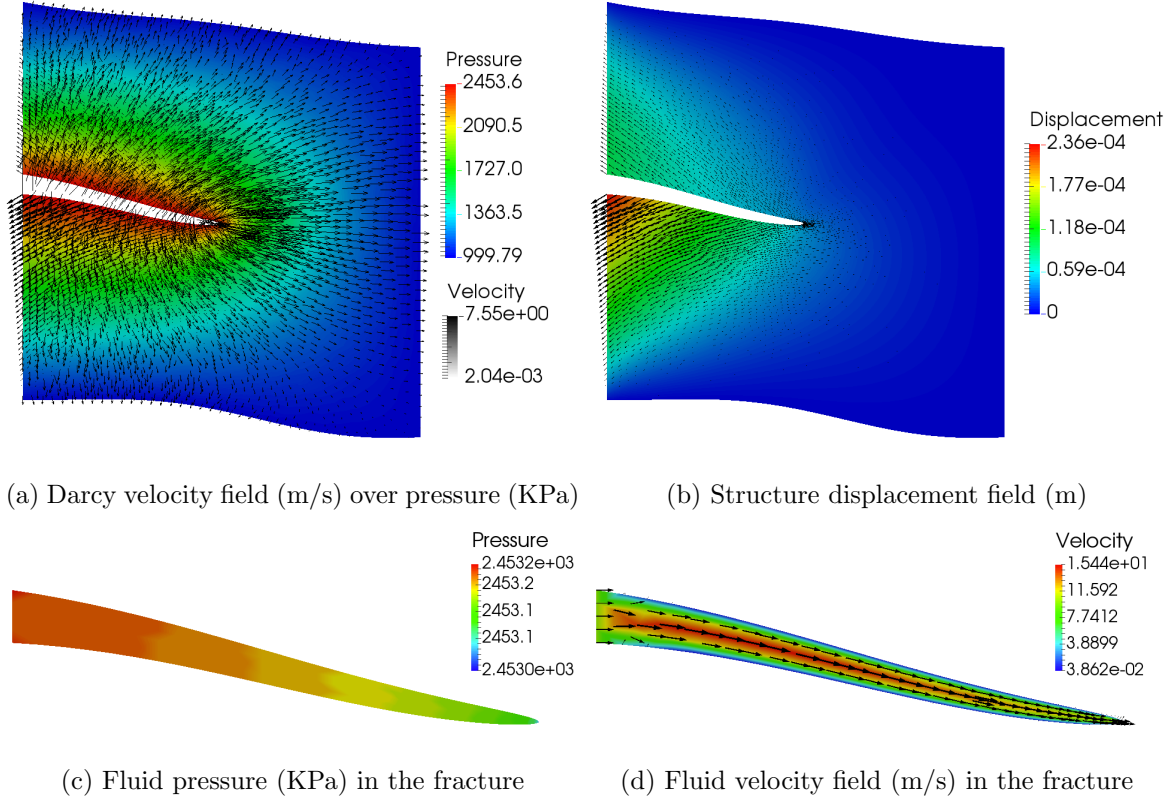 Pressure
2453.6
2090.5
1727.0
1363.5
999.79
Velocity
7.55e+00
2.04e-03
Displacement
2.36e-04
1.77e-04
1.18e-04
0.59e-04
0
(a) Darcy velocity field (m/s) over pressure (KPa)
(b) Structure displacement field (m)
Pressure
2.4532e+03
2453.2
2453.1
2453.1
2.4530e+03
Velocity
1.544e+01
11.592
7.7412
3.8899
3.862e-02
(c) Fluid pressure (KPa) in the fracture
(d) Fluid velocity field (m/s) in the fracture